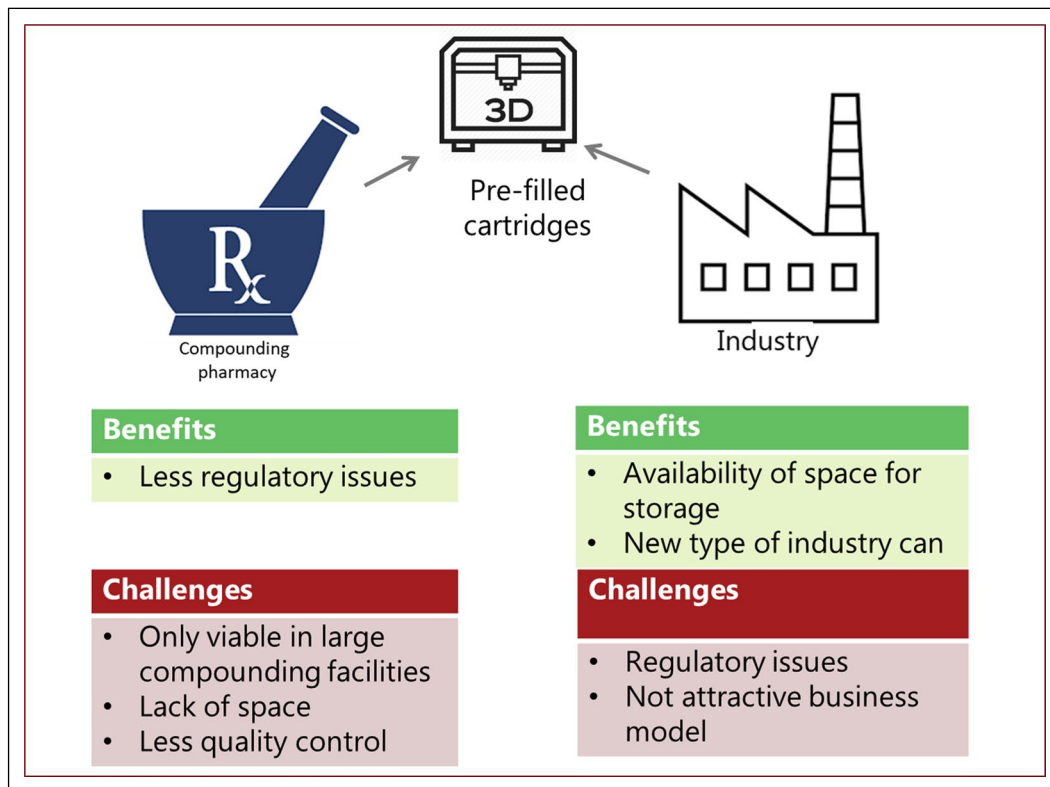 3D
Pre-filled
cartridges
Rx
Compounding
pharmacy
Industry
Benefits
• Less regulatory issues
Challenges
• Only viable in large
compounding facilities
• Lack of space
• Less quality control
Benefits
• Availability of space for
storage
• New type of industry can
Challenges
• Regulatory issues
• Not attractive business
model